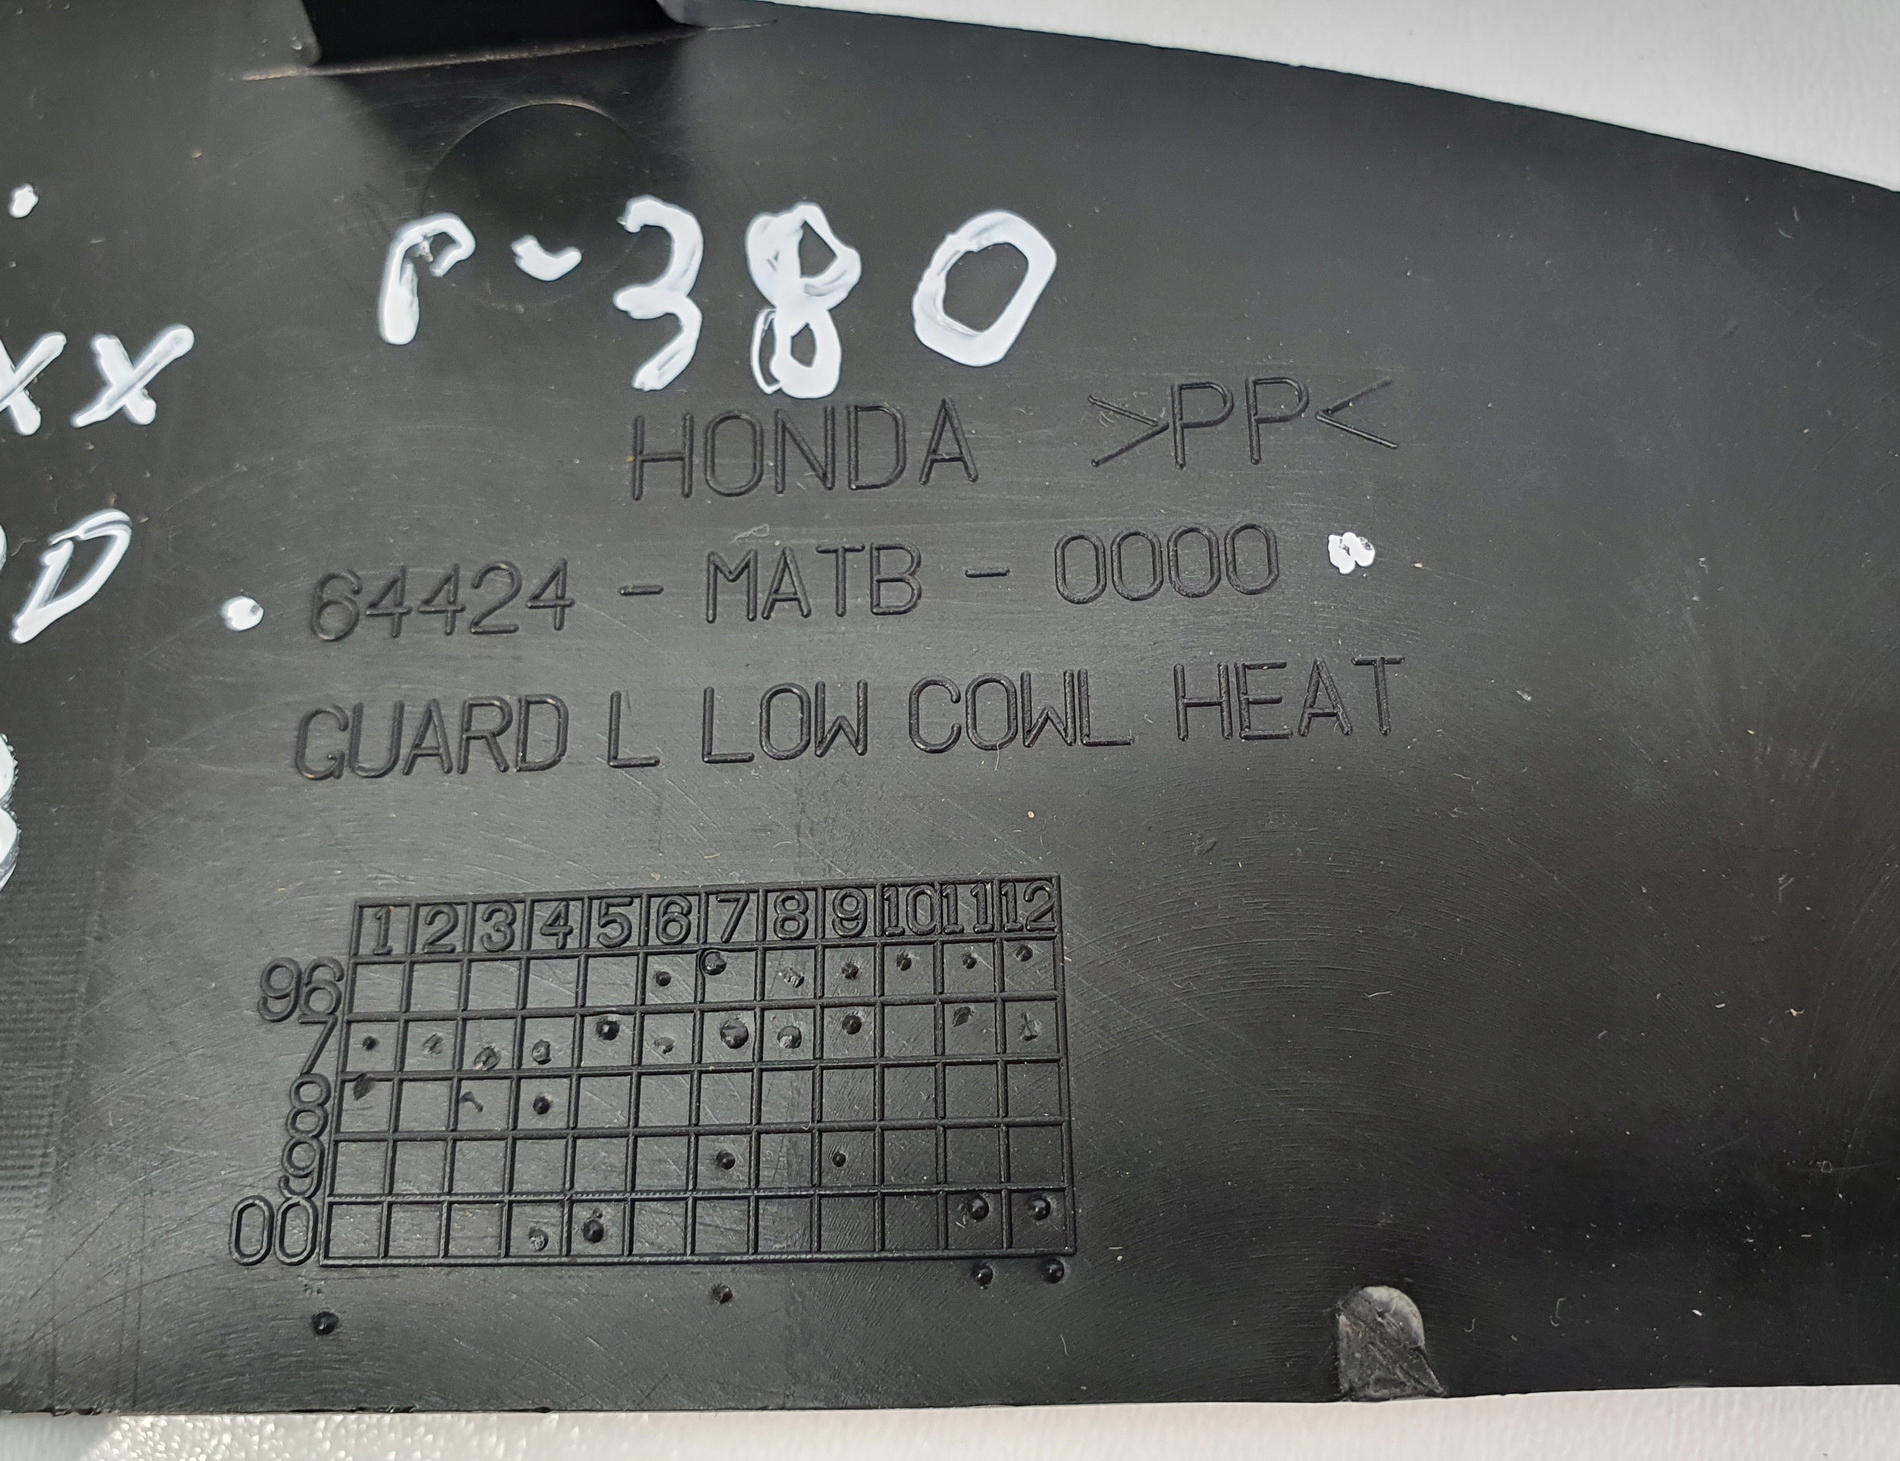 P-380
XX
D.
HONDA >PP<
64424 - MATB - 0000
GUARD L LOW COWL HEAT
1 2 3 4 5 6 7 8 9 10 11 12
96
7
8
9
00